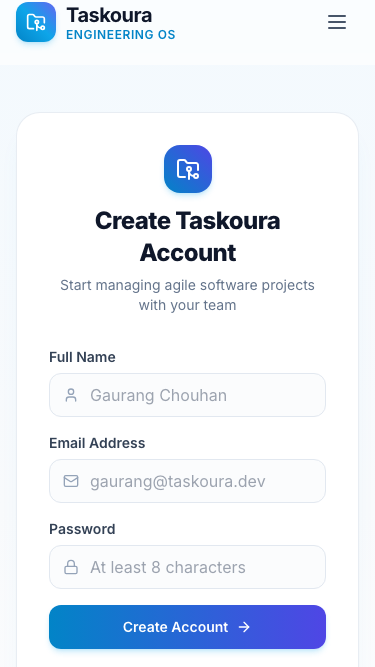 Taskoura
ENGINEERING OS
Create Taskoura
Account
Start managing agile software projects
with your team
Full Name
Gaurang Chouhan
Email Address
gaurang@taskoura.dev
Password
At least 8 characters
Create Account